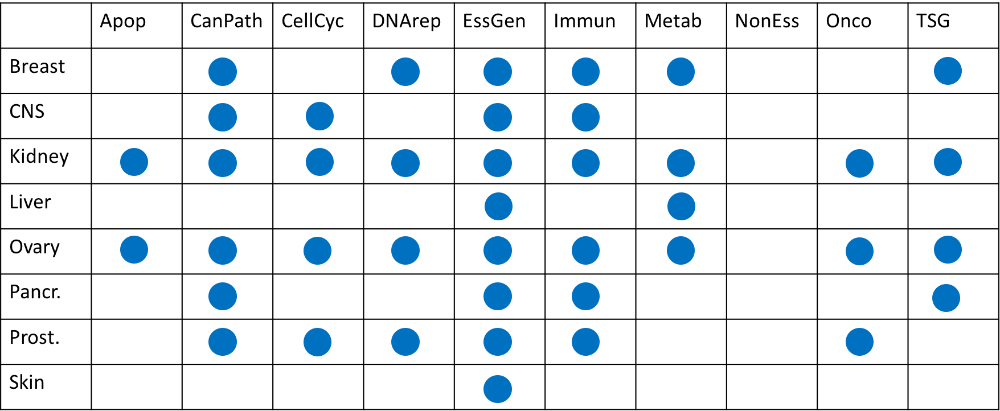 Apop CanPath CellCyc DNArep EssGen Immun Metab NonEss Onco TSG
Breast
CNS
Kidney
Liver
Ovary
Pancr.
Prost.
Skin